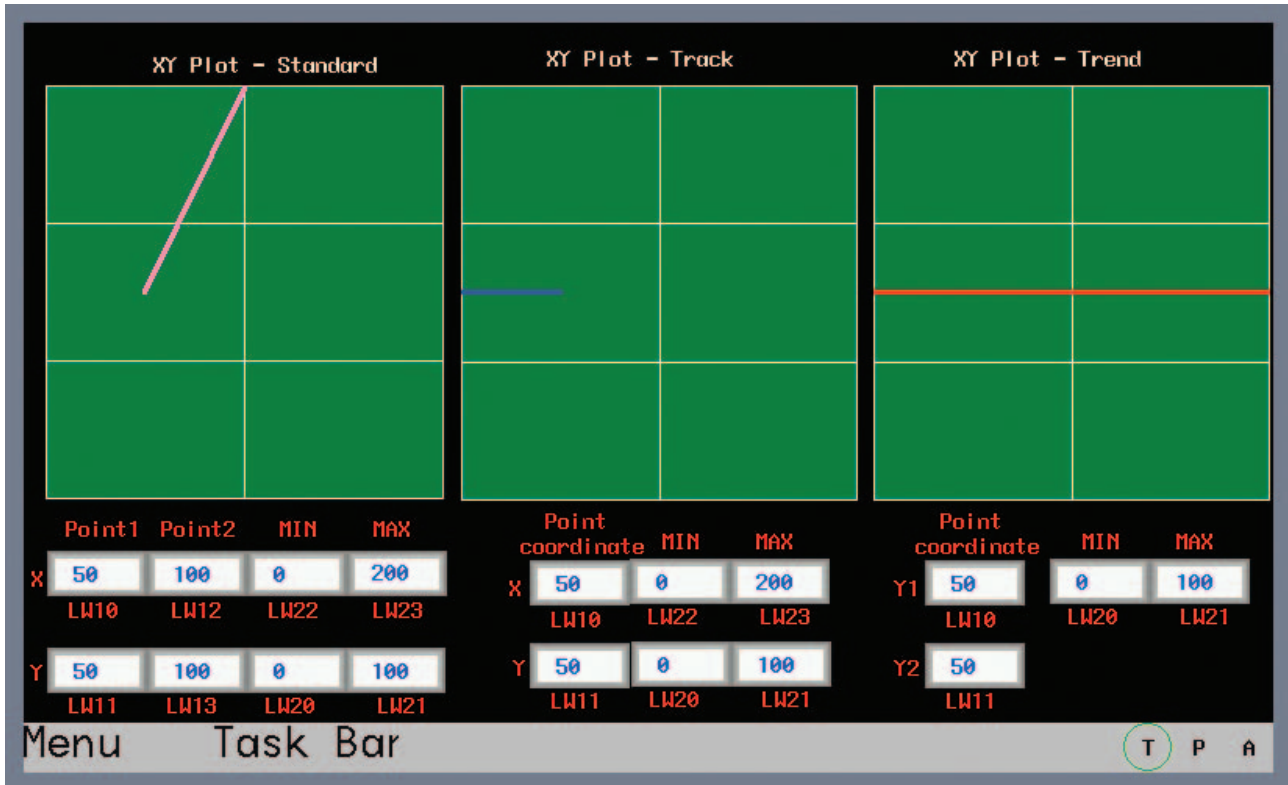 XY Plot - Standard
XY Plot - Track
XY Plot - Trend
Point1 Point2 MIN MAX
X 50 100 0 200
LW10 LW12 LW22 LW23
Y 50 100 0 100
LW11 LW13 LW20 LW21
Point
coordinate MIN MAX
X 50 0 200
LW10 LW22 LW23
Y 50 0 100
LW11 LW20 LW21
Point
coordinate MIN MAX
Y1 50 0 100
LW10 LW20 LW21
Y2 50
LW11
Menu Task Bar T P A